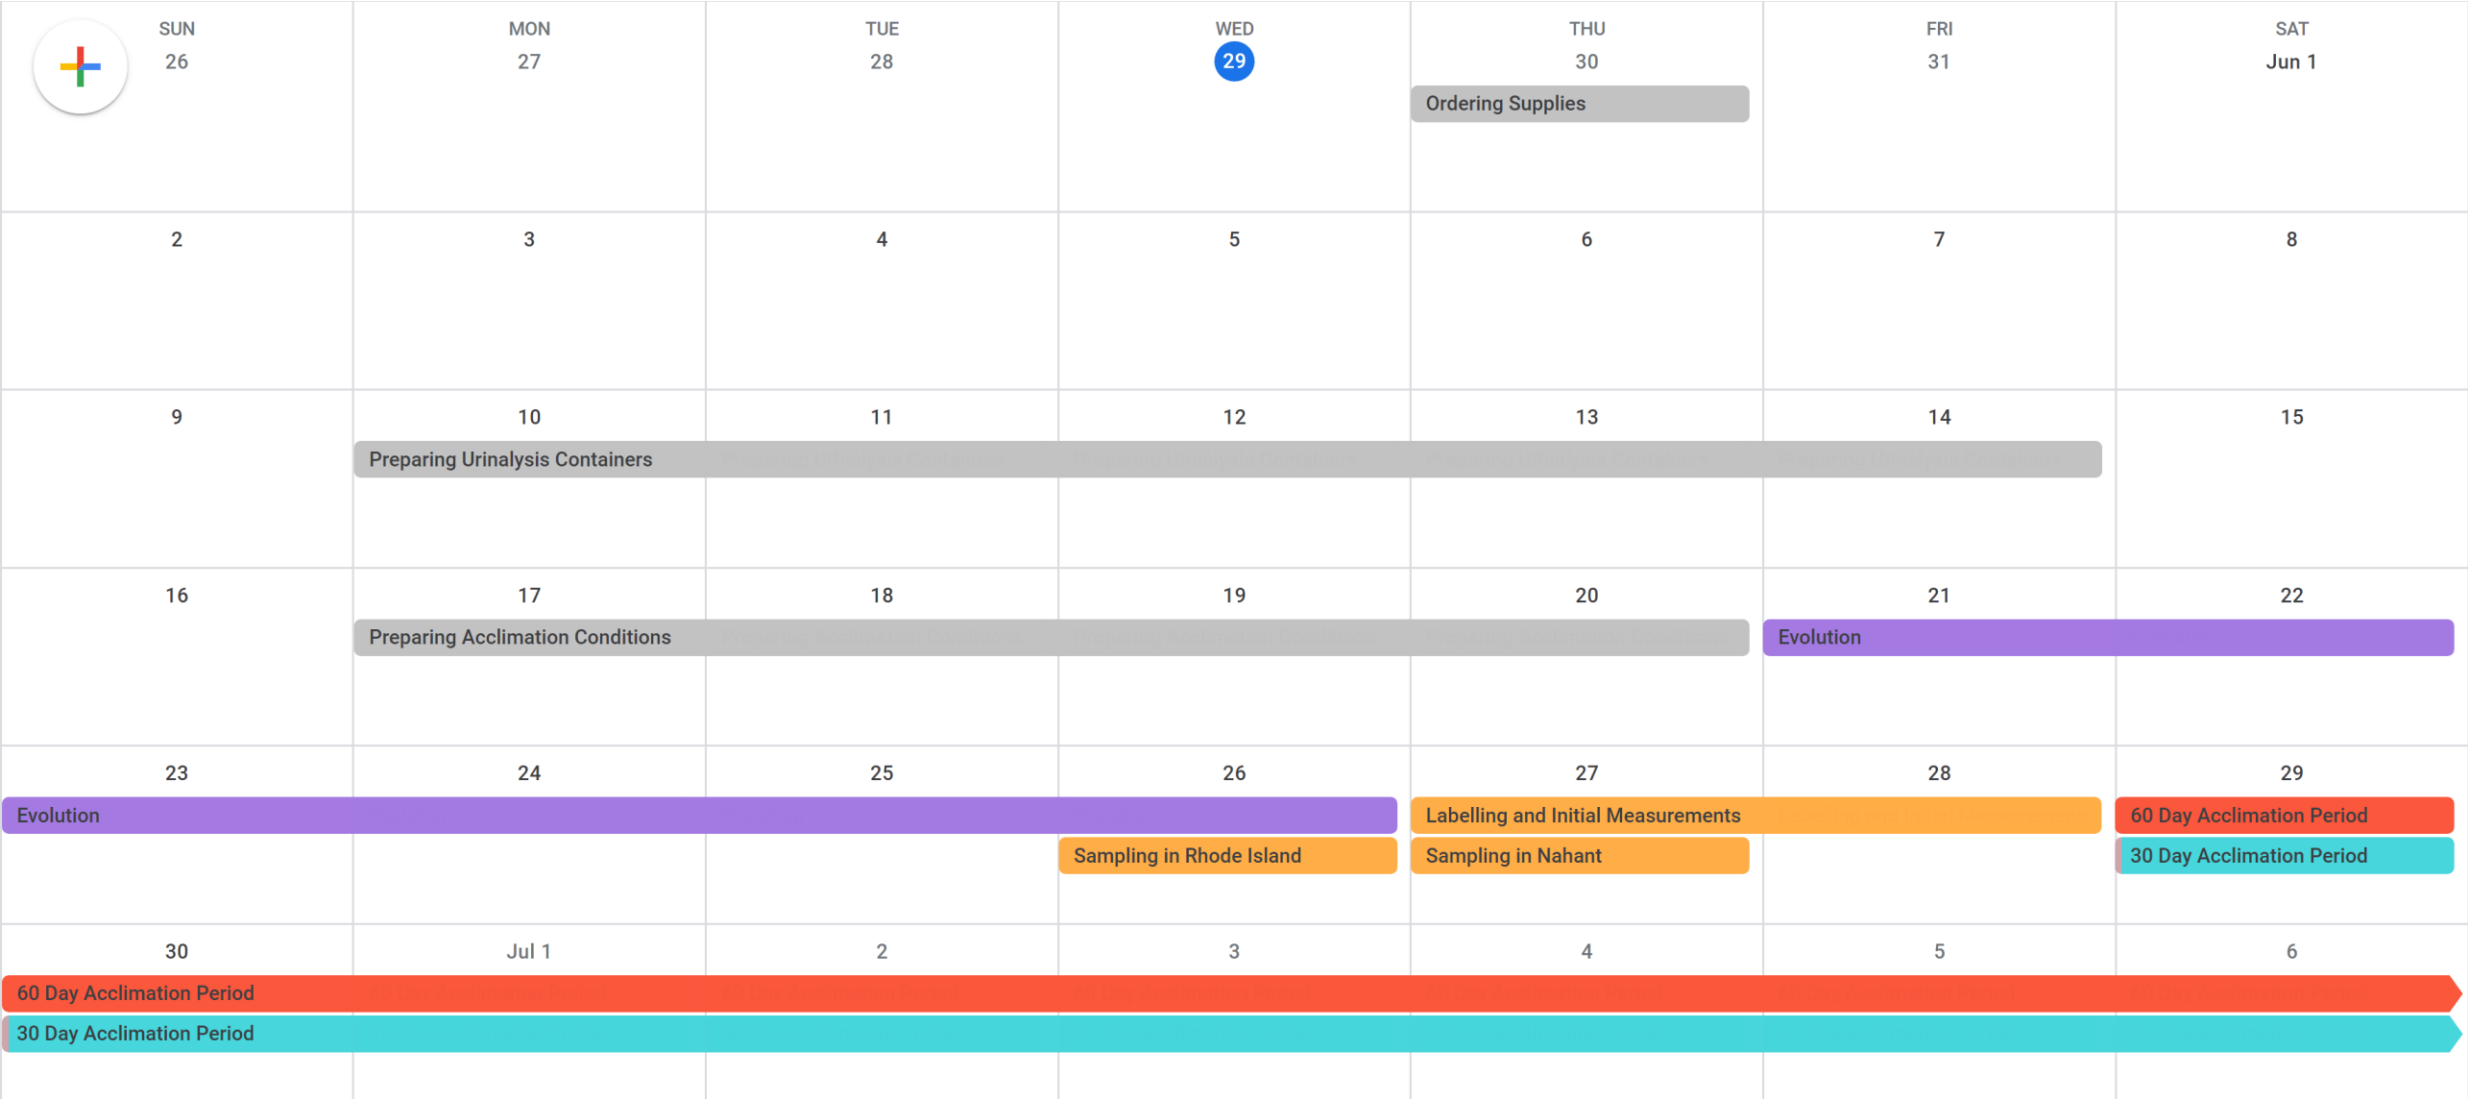 SUN MON TUE WED THU FRI SAT
26 27 28 29 30 31 Jun 1
Ordering Supplies
2 3 4 5 6 7 8
9 10 11 12 13 14 15
Preparing Urinalysis Containers
16 17 18 19 20 21 22
Preparing Acclimation Conditions Evolution
23 24 25 26 27 28 29
Evolution Labelling and Initial Measurements 60 Day Acclimation Period
Sampling in Rhode Island Sampling in Nahant 30 Day Acclimation Period
30 Jul 1 2 3 4 5 6
60 Day Acclimation Period
30 Day Acclimation Period